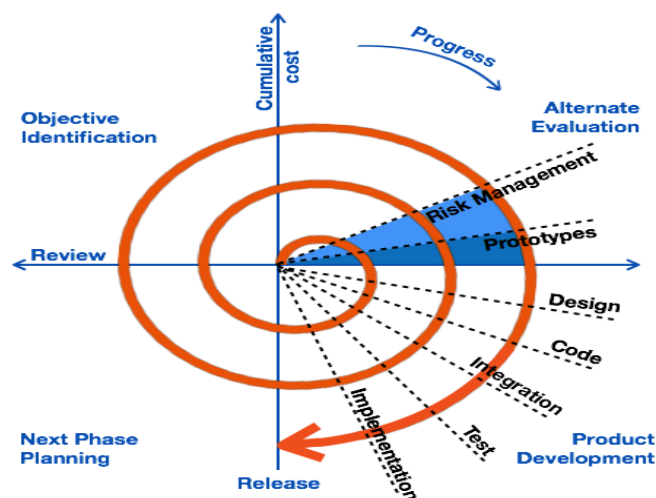 Cumulative
cost
Progress
Objective
Identification
Alternate
Evaluation
Risk Management
Prototypes
Review
Design
Code
Integration
Test
Implementation
Next Phase
Planning
Product
Development
Release